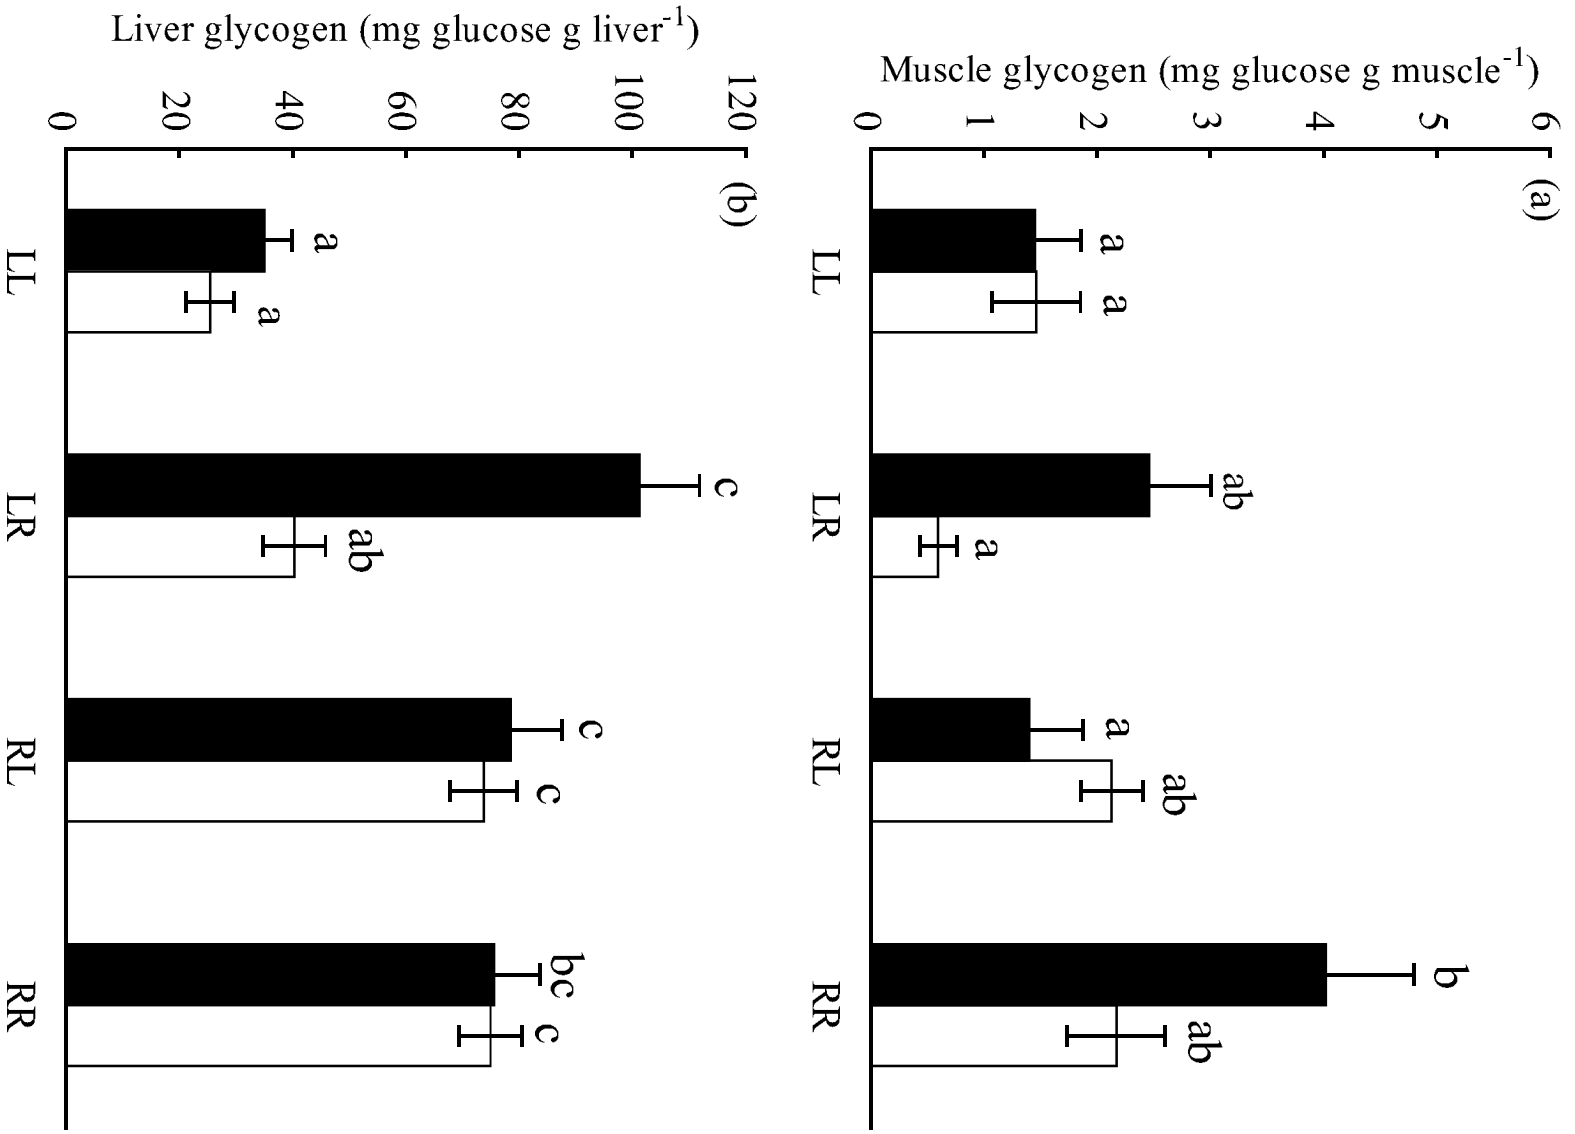 (a)
Muscle glycogen (mg glucose g muscle-1)
6
5
4
3
2
1
0
a
a
ab
a
a
ab
b
ab
LL
LR
RL
RR
(b)
Liver glycogen (mg glucose g liver-1)
120
100
80
60
40
20
0
a
a
c
ab
c
c
bc
c
LL
LR
RL
RR